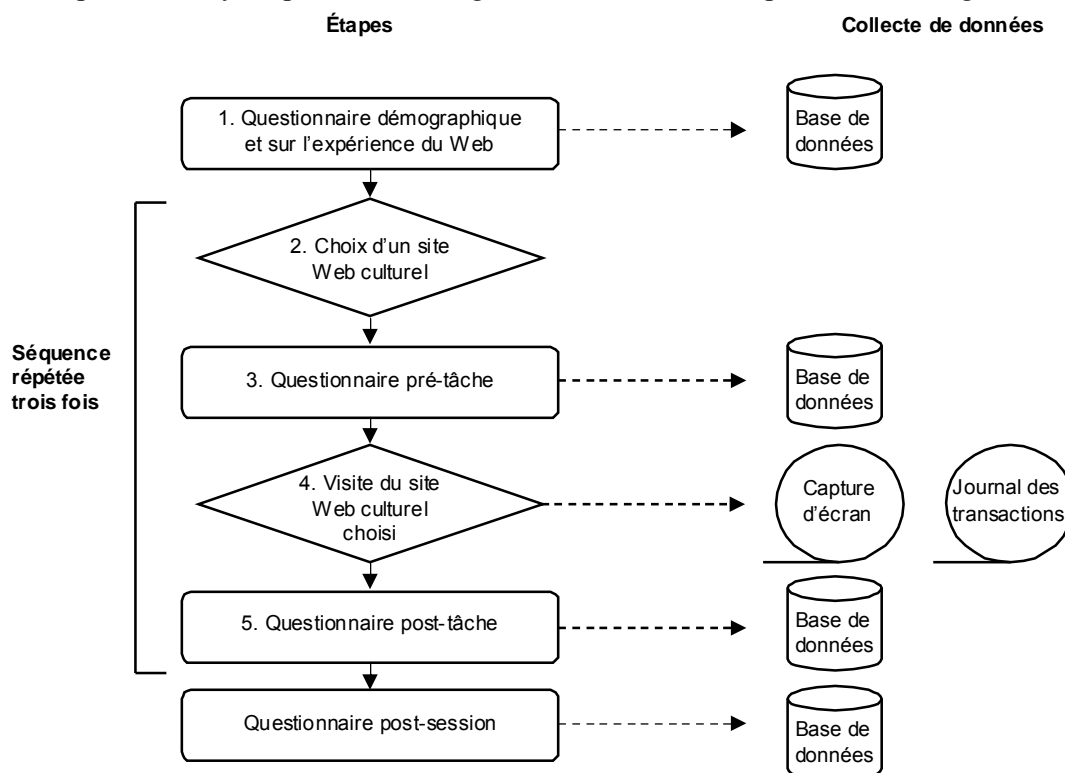 Étapes
Collecte de données
1. Questionnaire démographique
et sur l'expérience du Web
Base de
données
2. Choix d'un site
Web culturel
Séquence
répétée
trois fois
3. Questionnaire pré-tâche
Base de
données
4. Visite du site
Web culturel
choisi
Capture
d'écran
Journal des
transactions
5. Questionnaire post-tâche
Base de
données
Questionnaire post-session
Base de
données